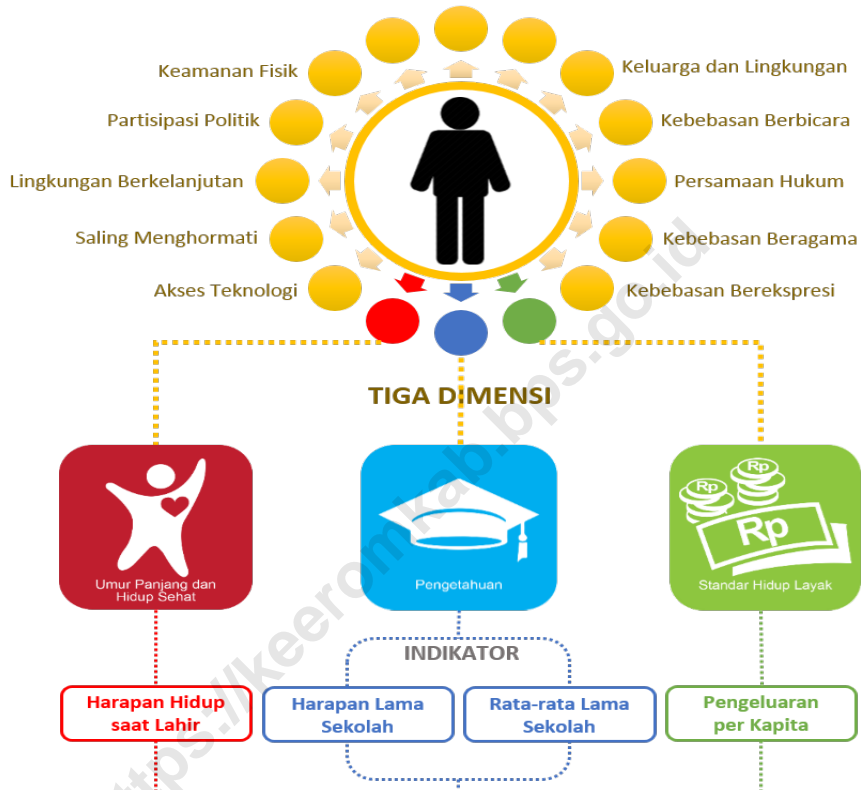 Keamanan Fisik
Keluarga dan Lingkungan
Partisipasi Politik
Kebebasan Berbicara
Lingkungan Berkelanjutan
Persamaan Hukum
Saling Menghormati
Kebebasan Beragama
Akses Teknologi
Kebebasan Berekspresi
TIGA DIMENSI
Rp
Rp
Rp
Umur Panjang dan
Hidup Sehat
Pengetahuan
Standar Hidup Layak
INDIKATOR
Harapan Hidup
saat Lahir
Harapan Lama
Sekolah
Rata-rata Lama
Sekolah
Pengeluaran
per Kapita
https://keeromkab.bps.go.id